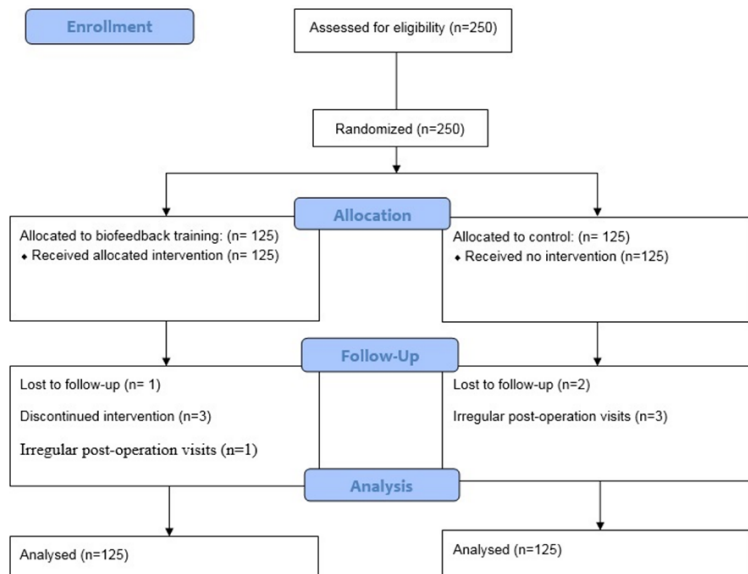 Enrollment
Assessed for eligibility (n=250)
Randomized (n=250)
Allocation
Allocated to biofeedback training: (n= 125)
⬥ Received allocated intervention (n= 125)
Allocated to control: (n= 125)
⬥ Received no intervention (n=125)
Follow-Up
Lost to follow-up (n= 1)
Discontinued intervention (n=3)
Irregular post-operation visits (n=1)
Lost to follow-up (n=2)
Irregular post-operation visits (n=3)
Analysis
Analysed (n=125)
Analysed (n=125)